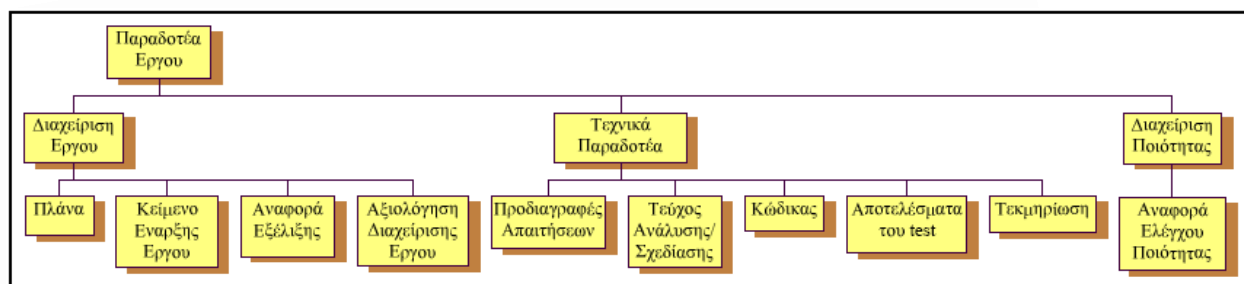 Παραδοτέα
Εργου
Διαχείριση
Εργου
Τεχνικά
Παραδοτέα
Διαχείριση
Ποιότητας
Πλάνα
Κείμενο
Εναρξης
Εργου
Αναφορά
Εξέλιξης
Αξιολόγηση
Διαχείρισης
Εργου
Προδιαγραφές
Απαιτήσεων
Τεύχος
Ανάλυσης/
Σχεδίασης
Κώδικας
Αποτελέσματα
του test
Τεκμηρίωση
Αναφορά
Ελέγχου
Ποιότητας